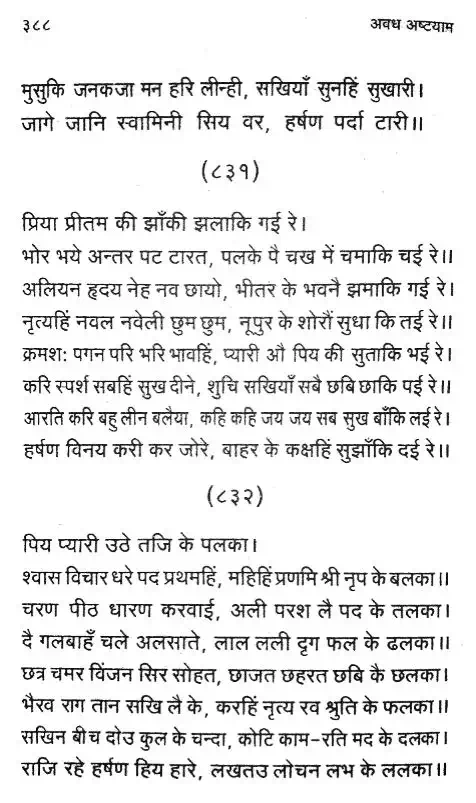 ३८८ अवध अष्टयाम
मुसुकि जनकजा मन हरि लीन्ही, सखियाँ सुनहिं सुखारी।
जागे जानि स्वामिनी सिय वर, हर्षण पर्दा टारी।।
(८३१)
प्रिया प्रीतम की झाँकी झलाकि गई रे।
भोर भये अन्तर पट टारत, पलके पै चख में चमाकि चई रे।।
अलियन हृदय नेह नव छायो, भीतर के भवनै झमाकि गई रे।
नृत्यहिं नवल नवेली छुम छुम, नूपुर के शोरौं सुधा कि तई रे।।
क्रमशः पगन परि भरि भावहिं, प्यारी औ पिय की सुताकि भई रे।
करि स्पर्श सबहिं सुख दीने, शुचि सखियाँ सबै छबि छाकि पई रे।।
आरति करि बहु लीन बलैया, कहि कहि जय जय सब सुख बाँकि लई रे।
हर्षण विनय करी कर जोरे, बाहर के कक्षहिं सुझाँकि दई रे।।
(८३२)
पिय प्यारी उठे तजि के पलका।
श्वास विचार धरे पद प्रथमहिं, महिहिं प्रणमि श्री नृप के बलका।।
चरण पीठ धारण करवाई, अली परश लै पद के तलका।
दै गलबाहँ चले अलसाते, लाल लली दृग फल के ढलका।।
छत्र चमर विंजन सिर सोहत, छाजत छहरत छबि कै छलका।
भैरव राग तान सखि लै के, करहिं नृत्य रव श्रुति के फलका।।
सखिन बीच दोउ कुल के चन्दा, कोटि काम-रति मद के दलका।
राजि रहे हर्षण हिय हारे, लखतउ लोचन लभ के ललका।।